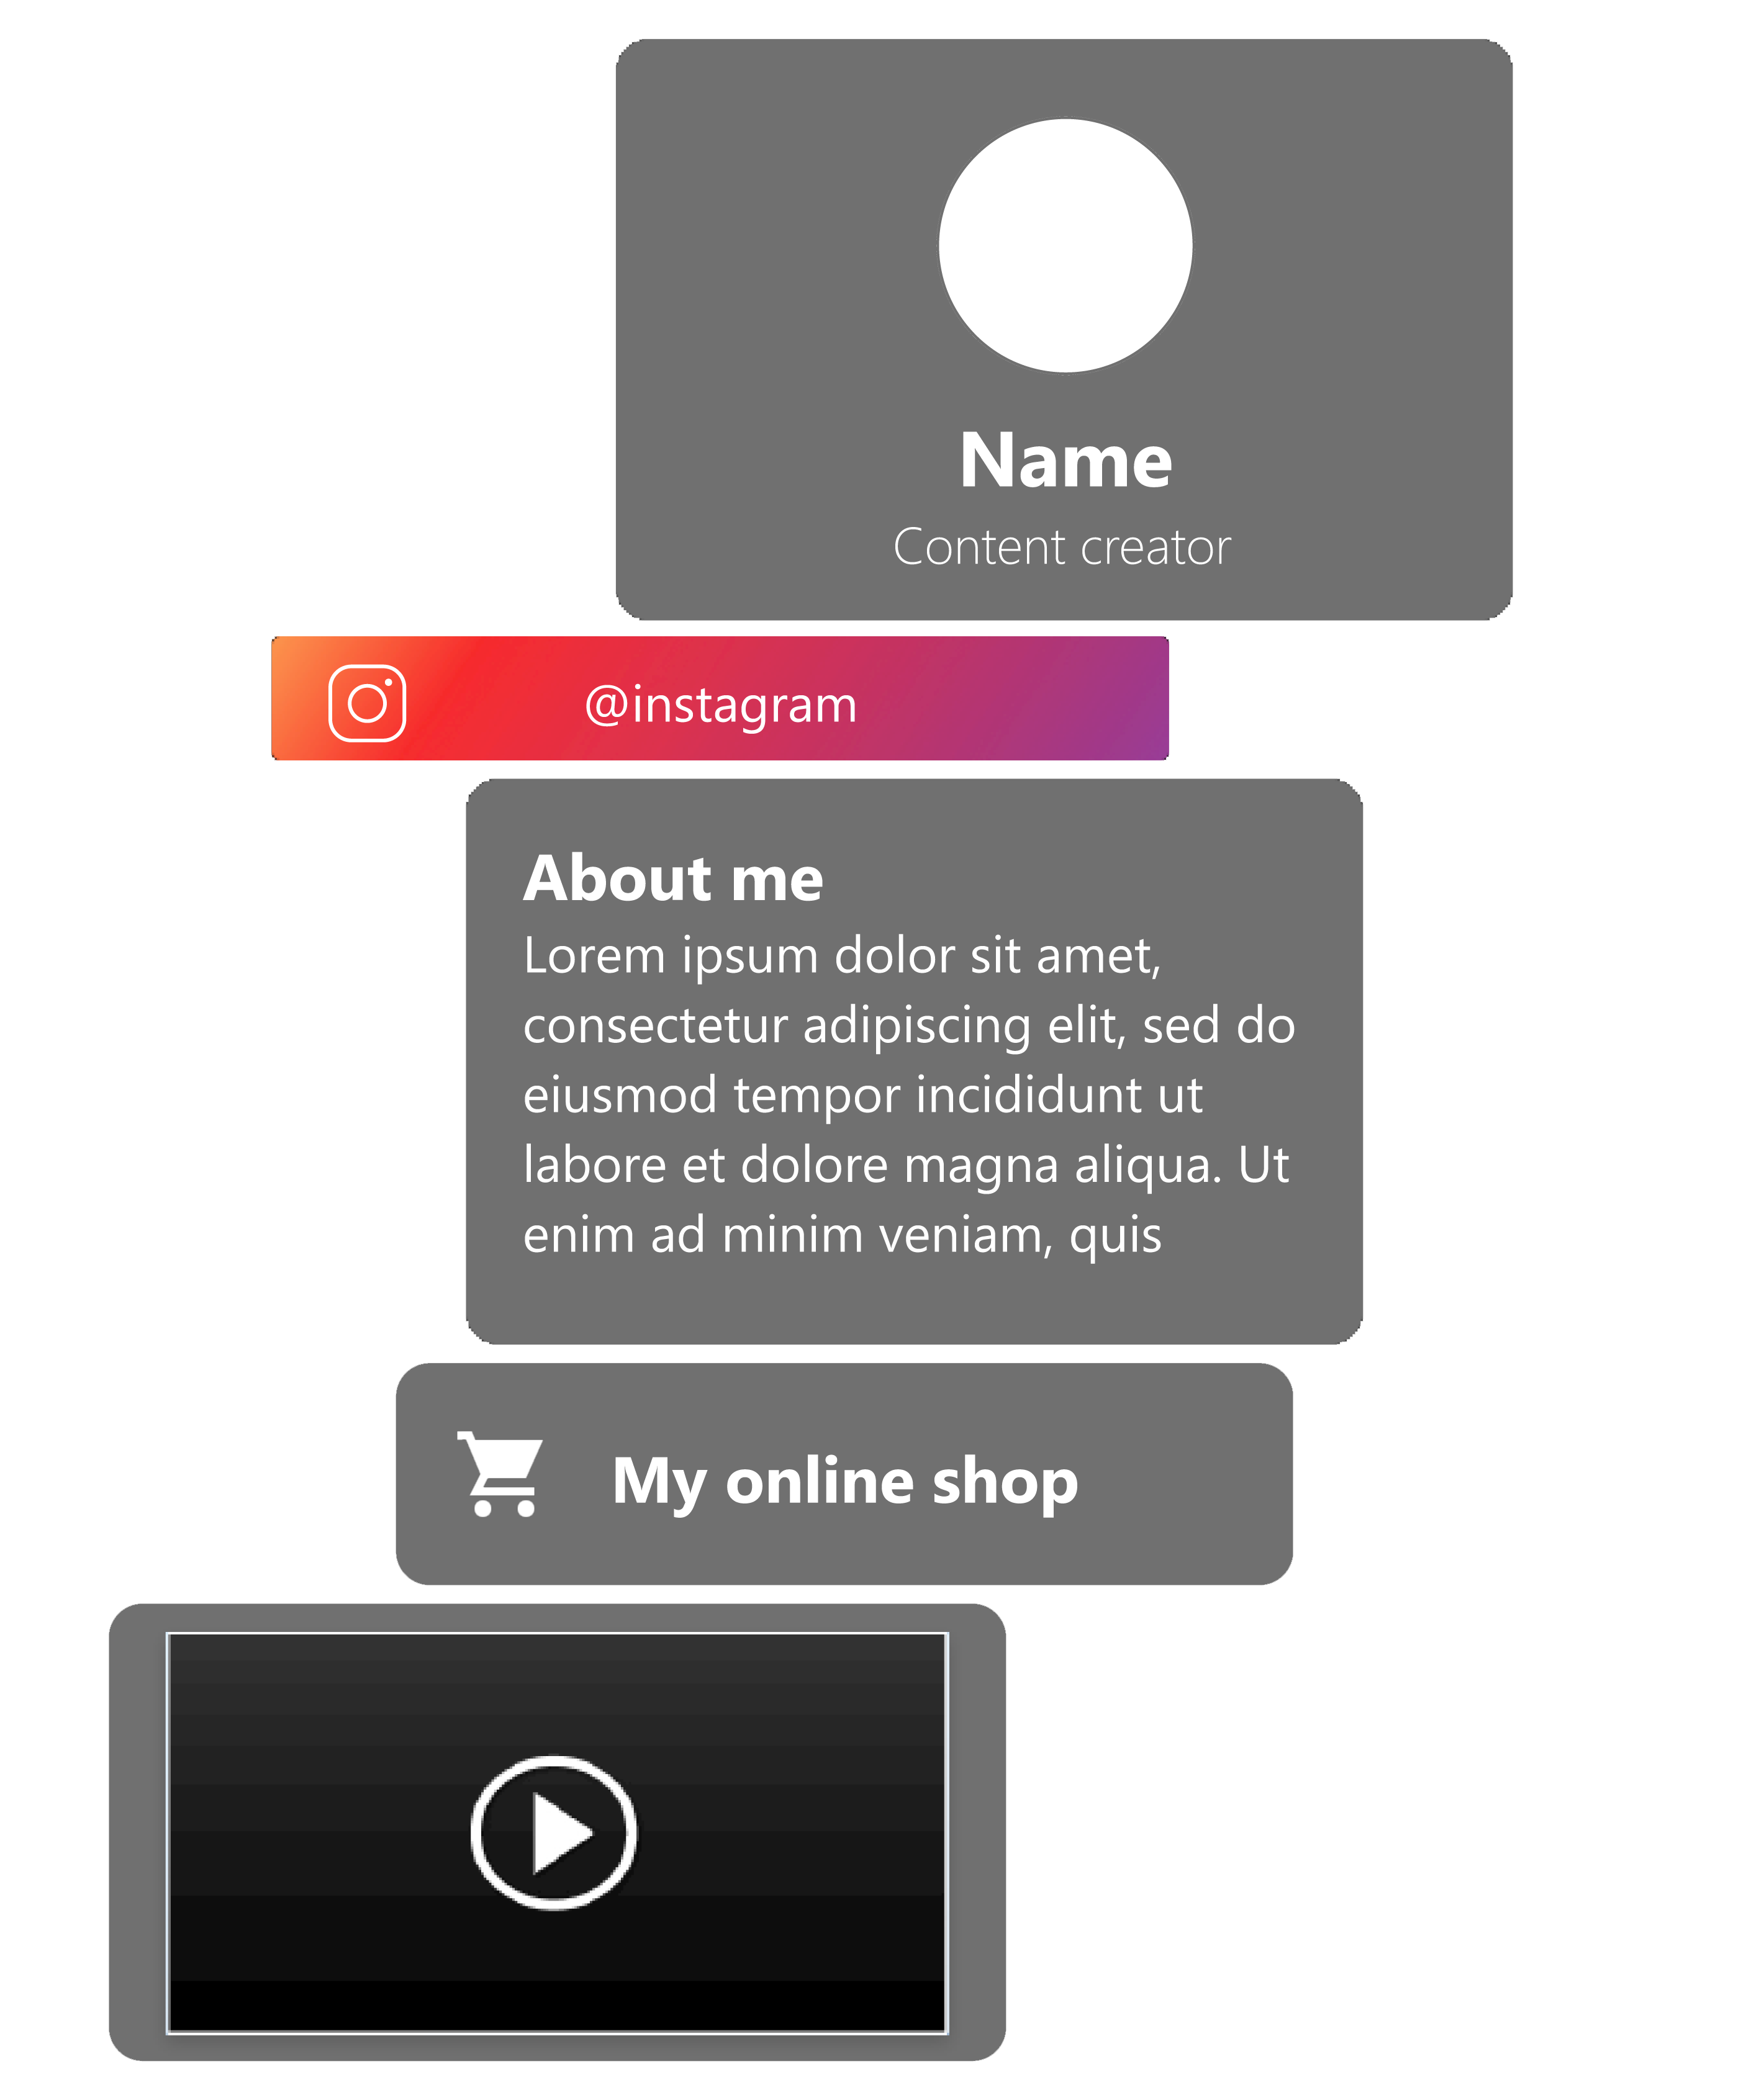 Name
Content creator
@instagram
About me
Lorem ipsum dolor sit amet,
consectetur adipiscing elit, sed do
eiusmod tempor incididunt ut
labore et dolore magna aliqua. Ut
enim ad minim veniam, quis
My online shop